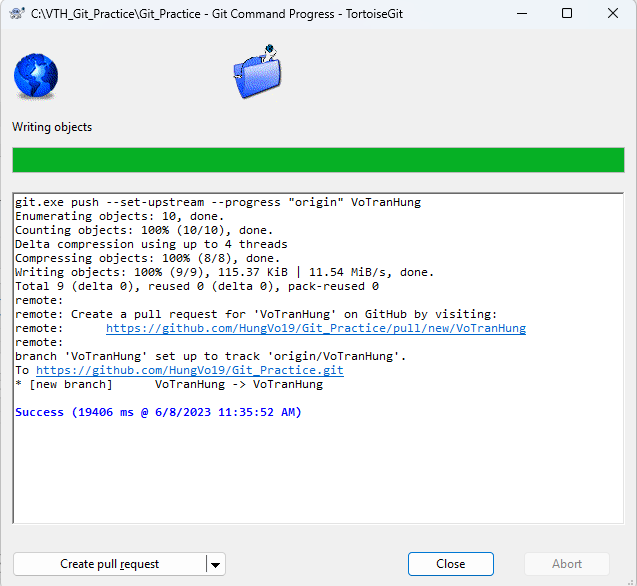 C:\VTH_Git_Practice\Git_Practice - Git Command Progress - TortoiseGit
Writing objects
git.exe push --set-upstream --progress "origin" VoTranHung
Enumerating objects: 10, done.
Counting objects: 100% (10/10), done.
Delta compression using up to 4 threads
Compressing objects: 100% (8/8), done.
Writing objects: 100% (9/9), 115.37 KiB | 11.54 MiB/s, done.
Total 9 (delta 0), reused 0 (delta 0), pack-reused 0
remote:
remote: Create a pull request for 'VoTranHung' on GitHub by visiting:
remote:      https://github.com/HungVo19/Git_Practice/pull/new/VoTranHung
remote:
branch 'VoTranHung' set up to track 'origin/VoTranHung'.
To https://github.com/HungVo19/Git_Practice.git
* [new branch]      VoTranHung -> VoTranHung
Success (19406 ms @ 6/8/2023 11:35:52 AM)
Create pull request
Close
Abort